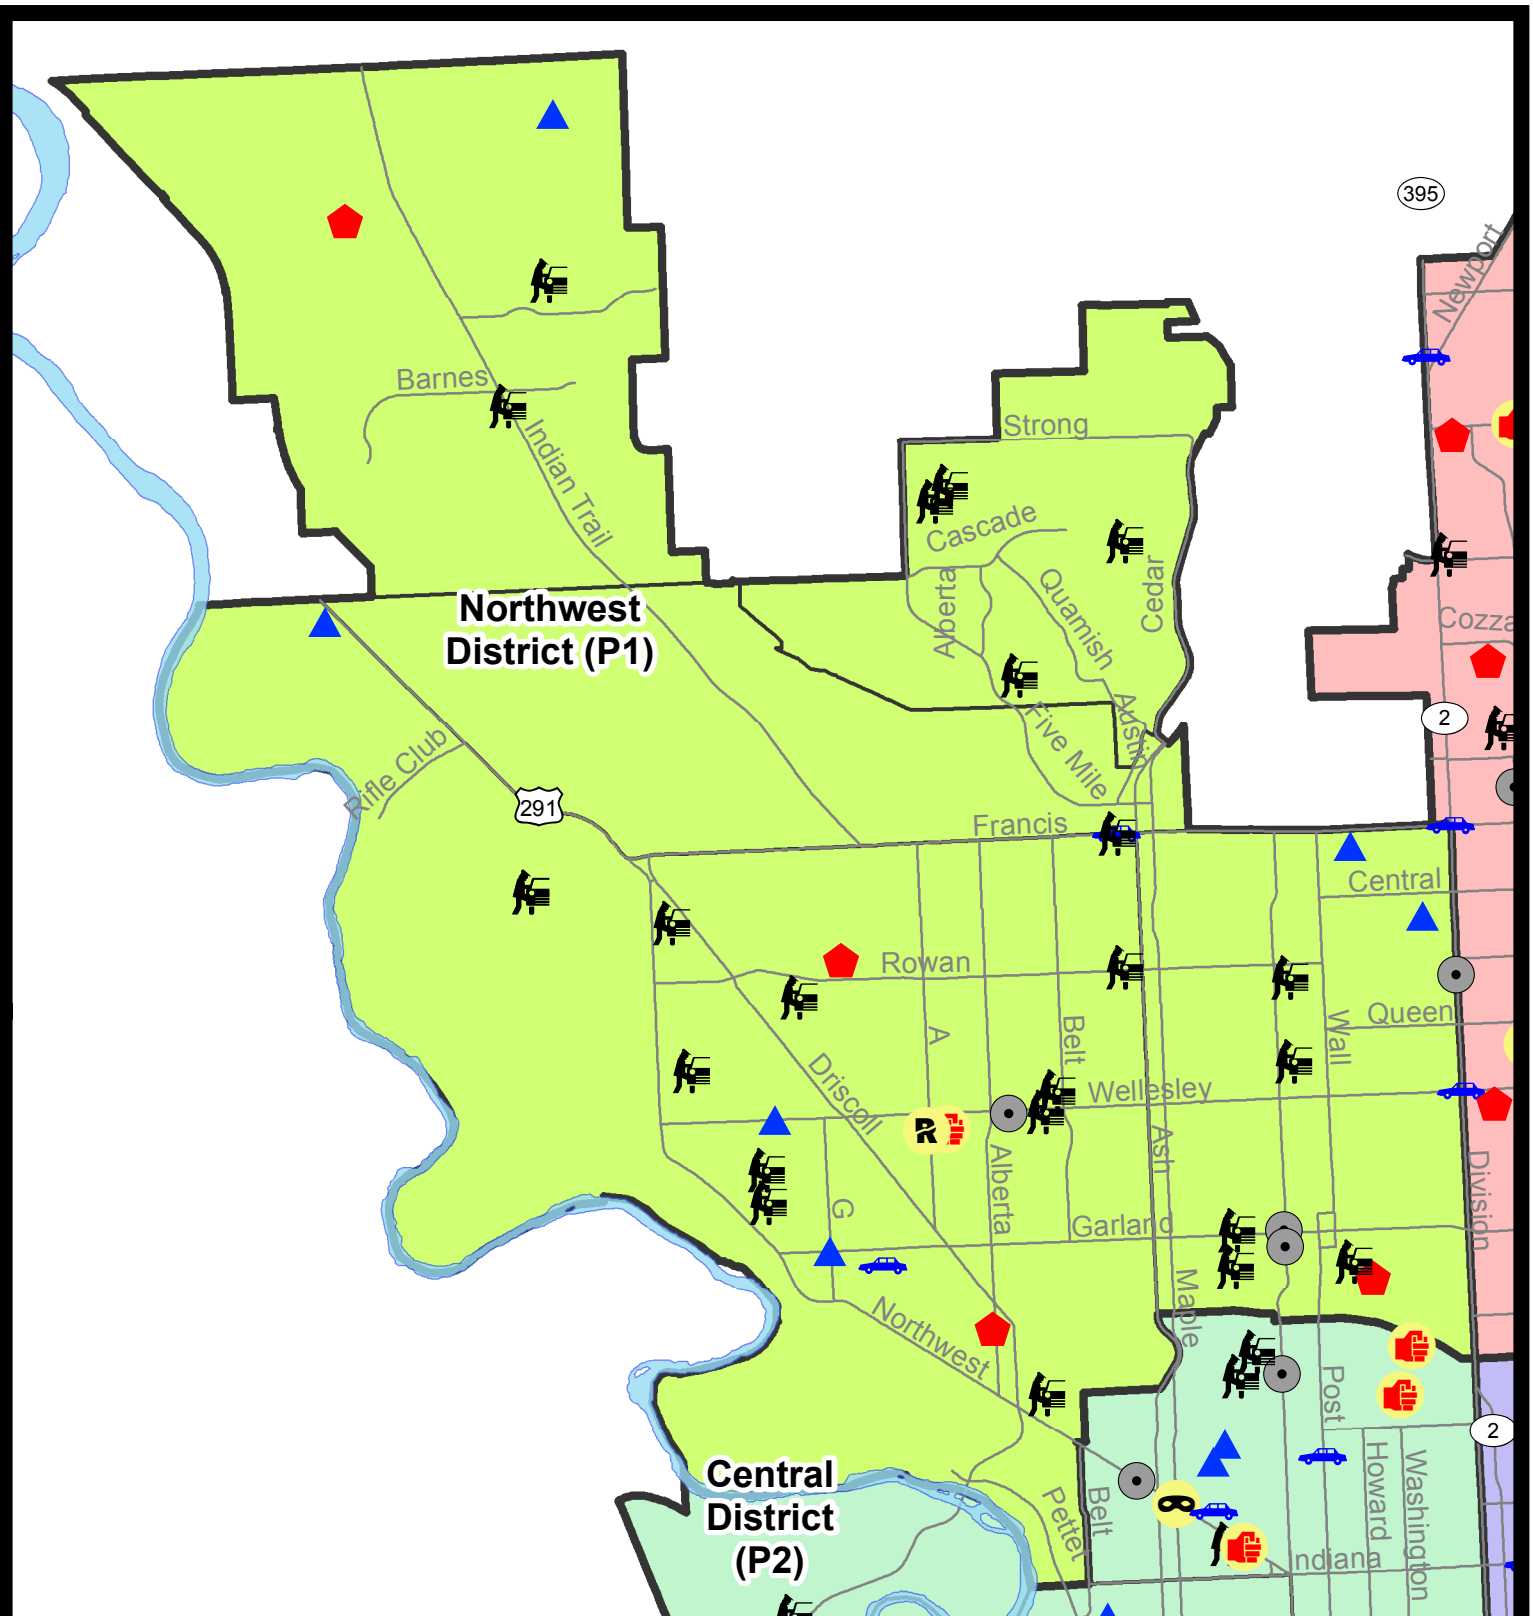 395
Newport
Barnes
Strong
Indian Trail
Cascade
Cedar
Alberta
Quamish
Northwest
District (P1)
Cozza
2
Austin
Five Mile
Rifle Club
291
Francis
Central
Rowan
Queen
A
Belt
Wall
Driscoll
Wellesley
R
Ash
Alberta
Division
G
Garland
Maple
Northwest
Post
2
Central
District
(P2)
Pettet
Belt
Howard
Washington
Indiana